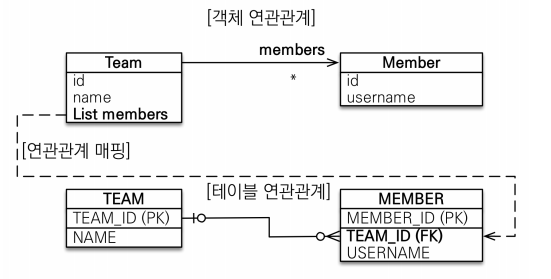 [객체 연관관계]
members
Team
Member
*
id
name
List members
id
username
[연관관계 매핑]
[테이블 연관관계]
TEAM
TEAM_ID (PK)
NAME
MEMBER
MEMBER_ID (PK)
TEAM_ID (FK)
USERNAME